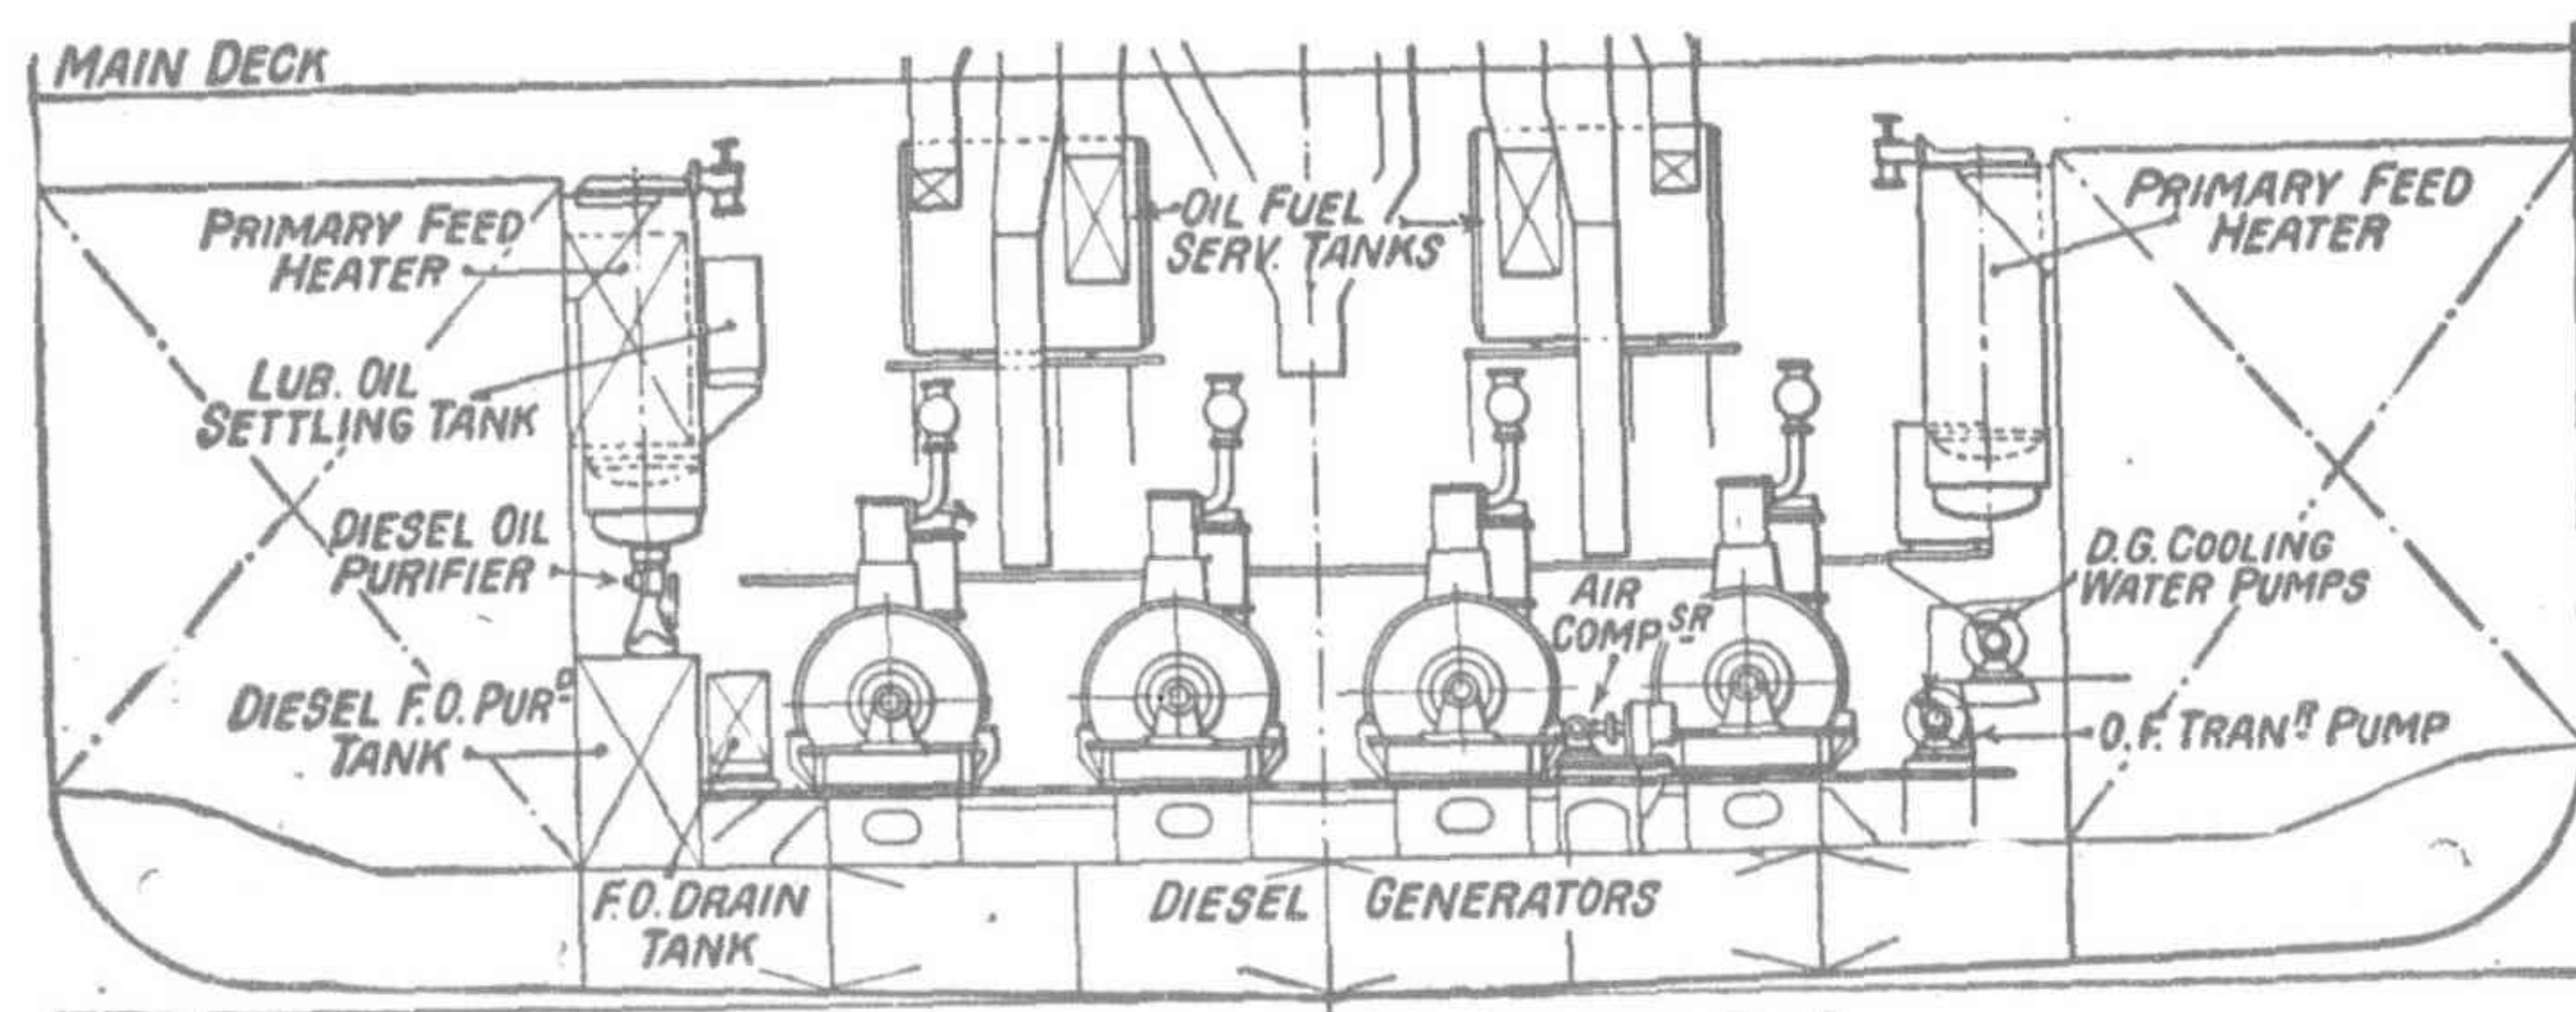 MAIN DECK
PRIMARY FEED
HEATER
LUB. OIL
SETTLING TANK
DIESEL OIL
PURIFIER
DIESEL F.O. PURD
TANK
F.O. DRAIN
TANK
OIL FUEL
SERV. TANKS
AIR
COMPSR
DIESEL GENERATORS
PRIMARY FEED
HEATER
D.G. COOLING
WATER PUMPS
O.F. TRANR PUMP